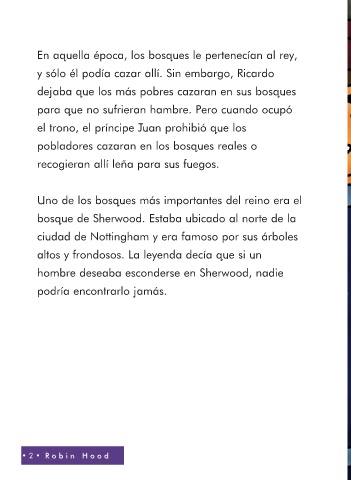 En aquella época, los bosques le pertenecían al rey,
y sólo él podía cazar allí. Sin embargo, Ricardo
dejaba que los más pobres cazaran en sus bosques
para que no sufrieran hambre. Pero cuando ocupó
el trono, el príncipe Juan prohibió que los
pobladores cazaran en los bosques reales o
recogieran allí leña para sus fuegos.
Uno de los bosques más importantes del reino era el
bosque de Sherwood. Estaba ubicado al norte de la
ciudad de Nottingham y era famoso por sus árboles
altos y frondosos. La leyenda decía que si un
hombre deseaba esconderse en Sherwood, nadie
podría encontrarlo jamás.
• 2 • Robin Hood